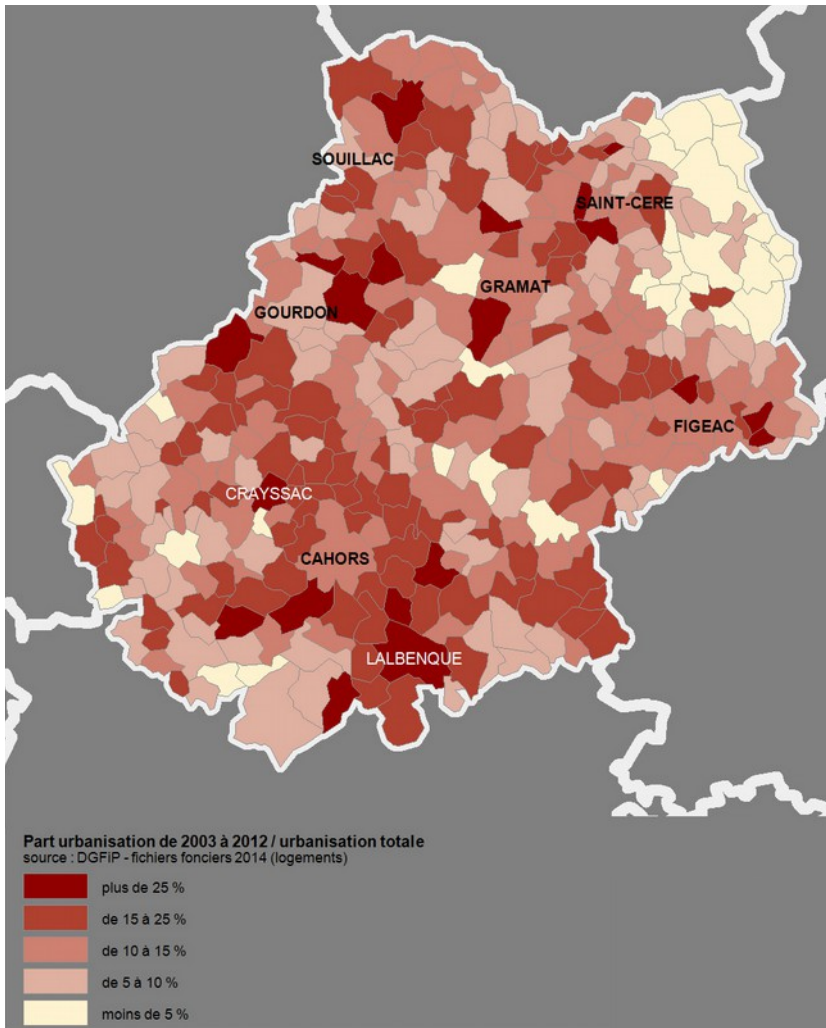 SOUILLAC
SAINT-CERE
GRAMAT
GOURDON
FIGEAC
CRAYSSAC
CAHORS
LALBENQUE
Part urbanisation de 2003 à 2012 / urbanisation totale
source : DGFiP - fichiers fonciers 2014 (logements)
plus de 25 %
de 15 à 25 %
de 10 à 15 %
de 5 à 10 %
moins de 5 %